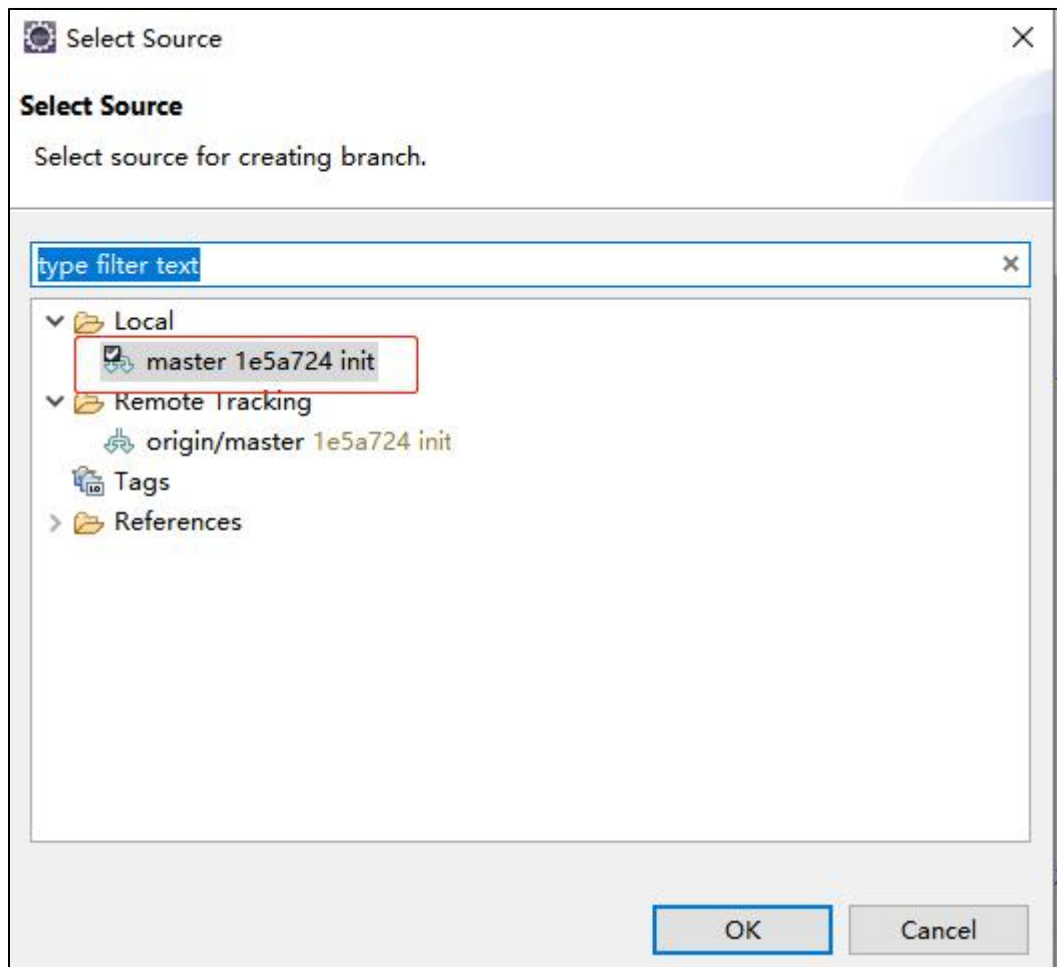 Select Source
Select Source
Select source for creating branch.
type filter text
Local
master 1e5a724 init
Remote Tracking
origin/master 1e5a724 init
Tags
References
OK
Cancel